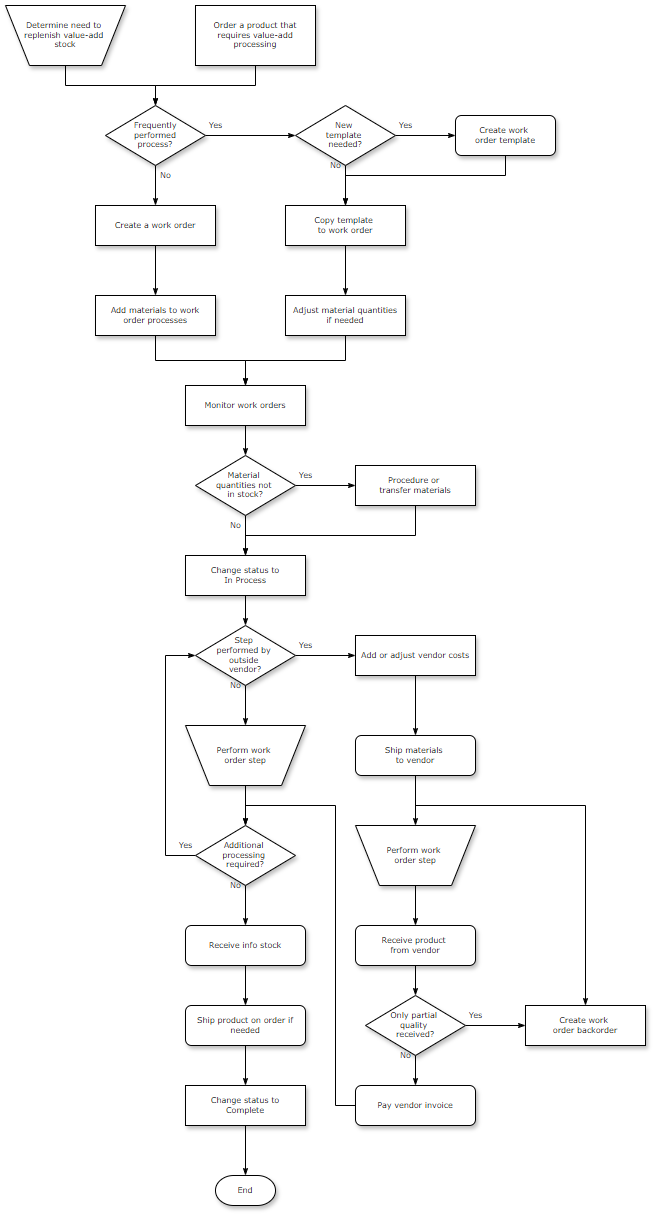 Determine need to
replenish value-add
stock
Order a product that
requires value-add
processing
Frequently
performed
process?
Yes
New
template
needed?
Yes
Create work
order template
No
No
Create a work order
Copy template
to work order
Add materials to work
order processes
Adjust material quantities
if needed
Monitor work orders
Material
quantities not
in stock?
Yes
Procedure or
transfer materials
No
Change status to
In Process
Step
performed by
outside
vendor?
Yes
Add or adjust vendor costs
No
Perform work
order step
Ship materials
to vendor
Additional
processing
required?
Yes
Perform work
order step
No
Receive info stock
Receive product
from vendor
Ship product on order if
needed
Only partial
quality
received?
Yes
Create work
order backorder
No
Change status to
Complete
Pay vendor invoice
End